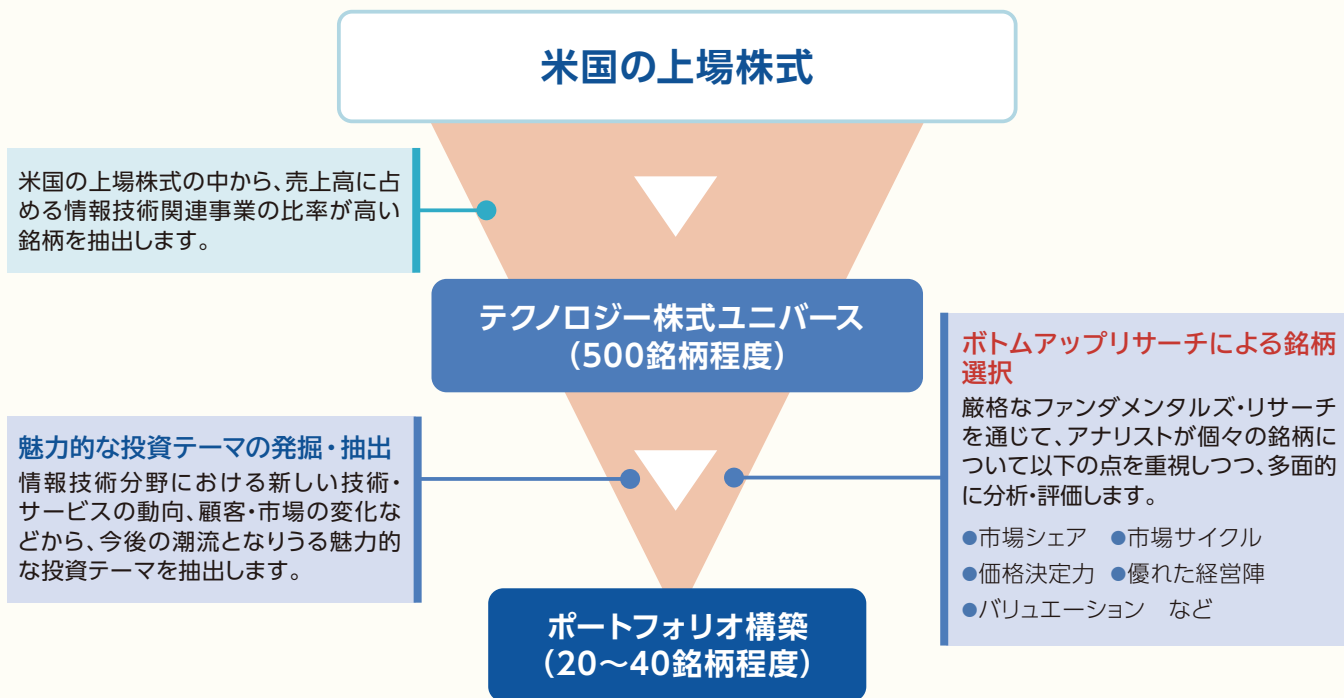 米国の上場株式
米国の上場株式の中から、売上高に占
める情報技術関連事業の比率が高い
銘柄を抽出します。
テクノロジー株式ユニバース
(500銘柄程度)
魅力的な投資テーマの発掘・抽出
情報技術分野における新しい技術・
サービスの動向、顧客・市場の変化な
どから、今後の潮流となりうる魅力的
な投資テーマを抽出します。
ボトムアップリサーチによる銘柄
選択
厳格なファンダメンタルズ・リサーチ
を通じて、アナリストが個々の銘柄に
ついて以下の点を重視しつつ、多面的
に分析・評価します。
●市場シェア ●市場サイクル
●価格決定力 ●優れた経営陣
●バリュエーション など
ポートフォリオ構築
(20～40銘柄程度)